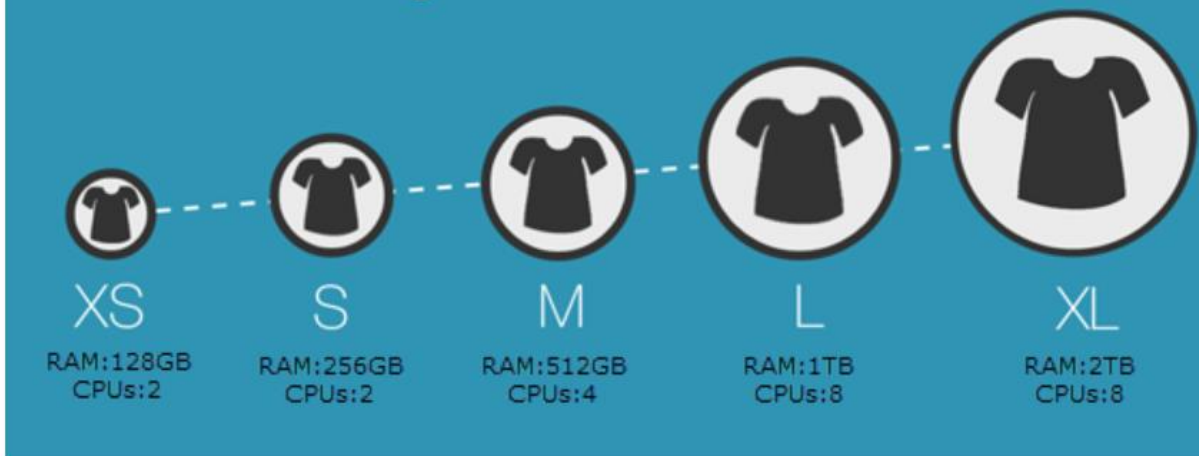 XS
RAM:128GB
CPUs:2
S
RAM:256GB
CPUs:2
M
RAM:512GB
CPUs:4
L
RAM:1TB
CPUs:8
XL
RAM:2TB
CPUs:8